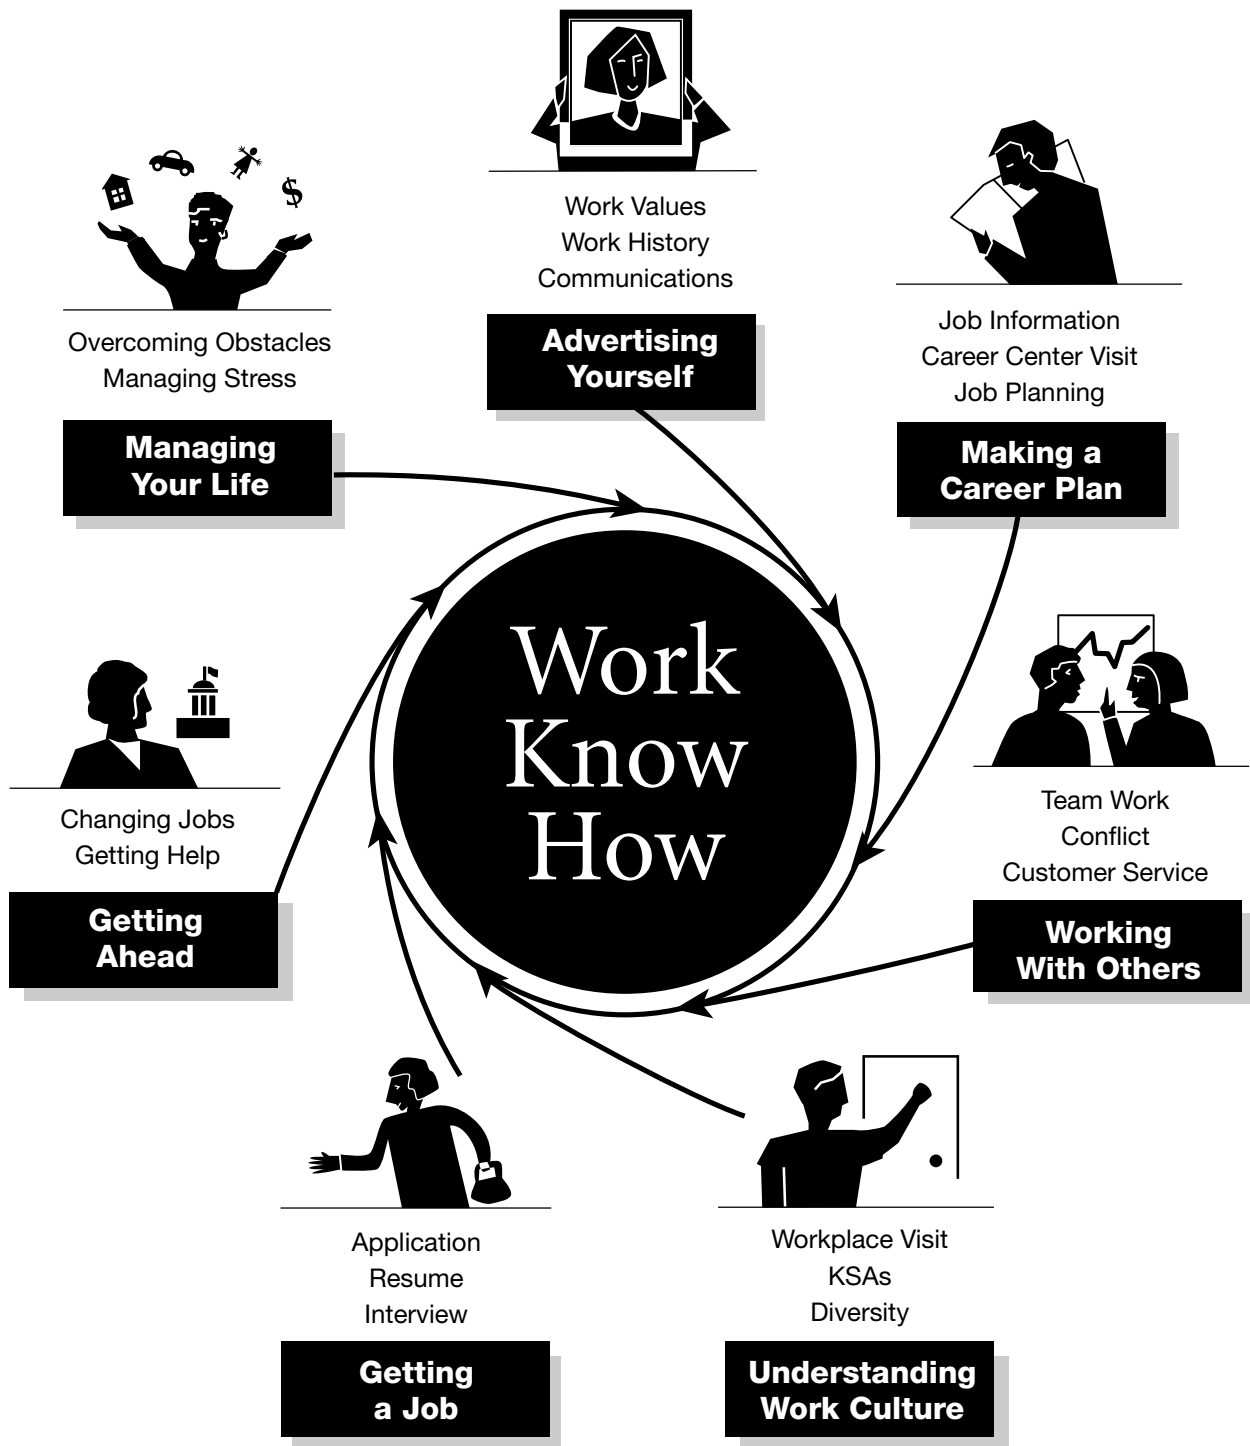 Work Values
Work History
Communications
Advertising
Yourself
Job Information
Career Center Visit
Job Planning
Making a
Career Plan
Overcoming Obstacles
Managing Stress
Managing
Your Life
$
Work
Know
How
Team Work
Conflict
Customer Service
Working
With Others
Changing Jobs
Getting Help
Getting
Ahead
Application
Resume
Interview
Getting
a Job
Workplace Visit
KSAs
Diversity
Understanding
Work Culture